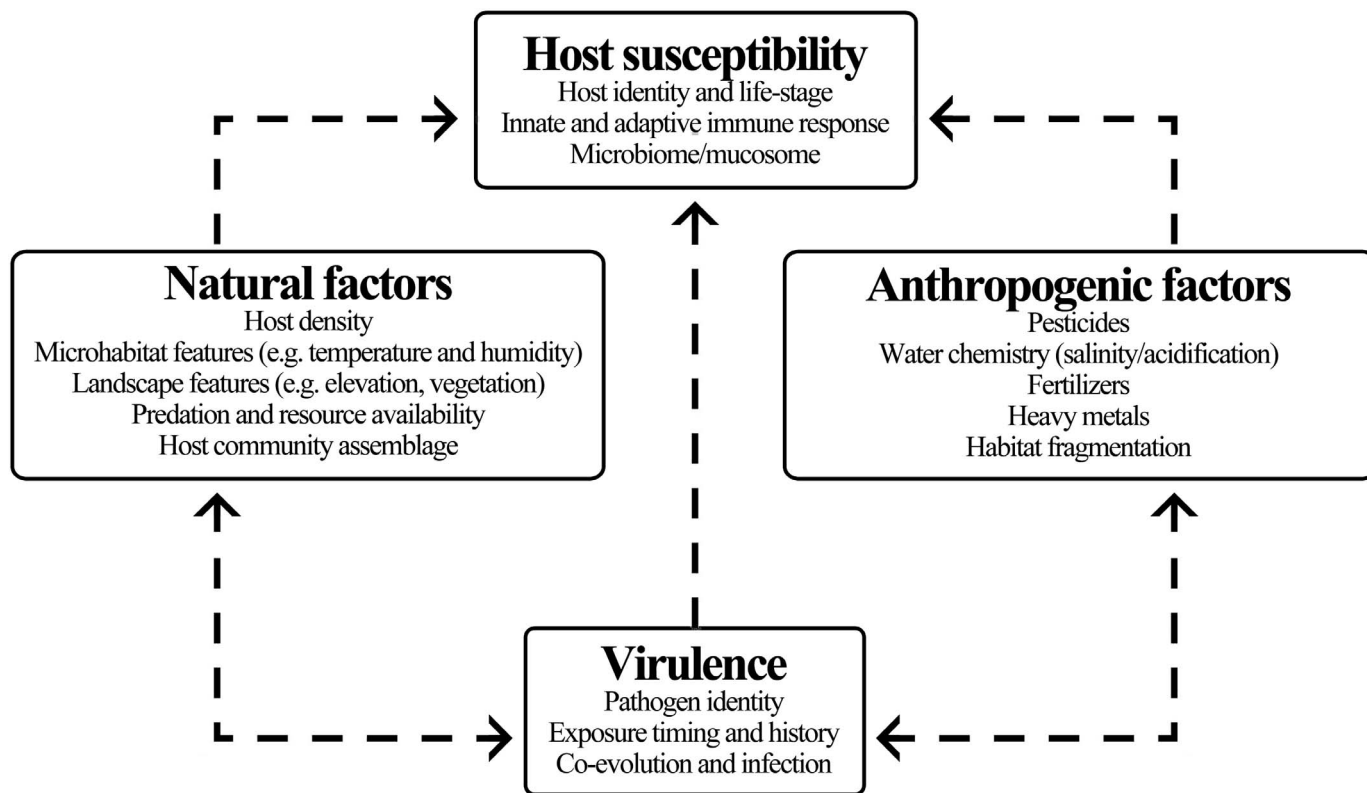 Host susceptibility
Host identity and life-stage
Innate and adaptive immune response
Microbiome/mucosome
Natural factors
Host density
Microhabitat features (e.g. temperature and humidity)
Landscape features (e.g. elevation, vegetation)
Predation and resource availability
Host community assemblage
Anthropogenic factors
Pesticides
Water chemistry (salinity/acidification)
Fertilizers
Heavy metals
Habitat fragmentation
Virulence
Pathogen identity
Exposure timing and history
Co-evolution and infection